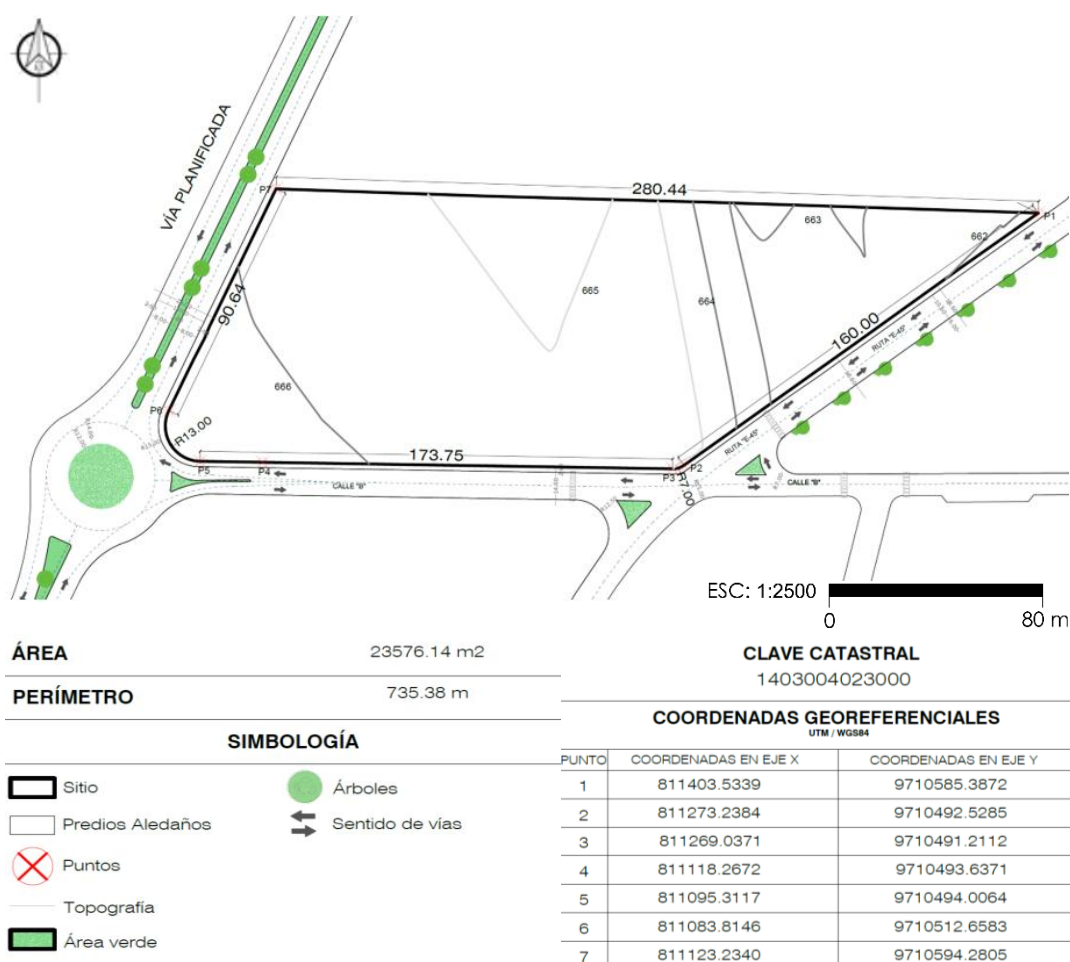 VÍA PLANIFICADA
P7
280.44
P1
663
662
665
664
90.64
160.00
RUTA "E-45"
666
P6
R13.00
RUTA "E-45"
173.75
P5
P4
P3
P2
R7.00
CALLE "B"
CALLE "B"
ESC: 1:2500
0
80 m
ÁREA
23576.14 m2
PERÍMETRO
735.38 m
SIMBOLOGÍA
Sitio
Árboles
Predios Aledaños
Sentido de vías
Puntos
Topografía
Área verde
CLAVE CATASTRAL
1403004023000
COORDENADAS GEOREFERENCIALES
UTM / WGS84
PUNTO COORDENADAS EN EJE X COORDENADAS EN EJE Y
1 811403.5339 9710585.3872
2 811273.2384 9710492.5285
3 811269.0371 9710491.2112
4 811118.2672 9710493.6371
5 811095.3117 9710494.0064
6 811083.8146 9710512.6583
7 811123.2340 9710594.2805